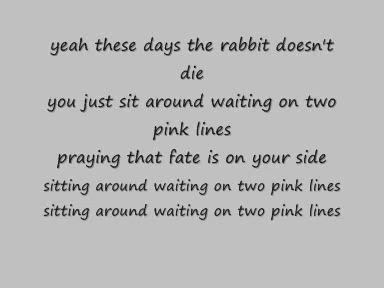 yeah these days the rabbit doesn't
die
you just sit around waiting on two
pink lines
praying that fate is on your side
sitting around waiting on two pink lines
sitting around waiting on two pink lines